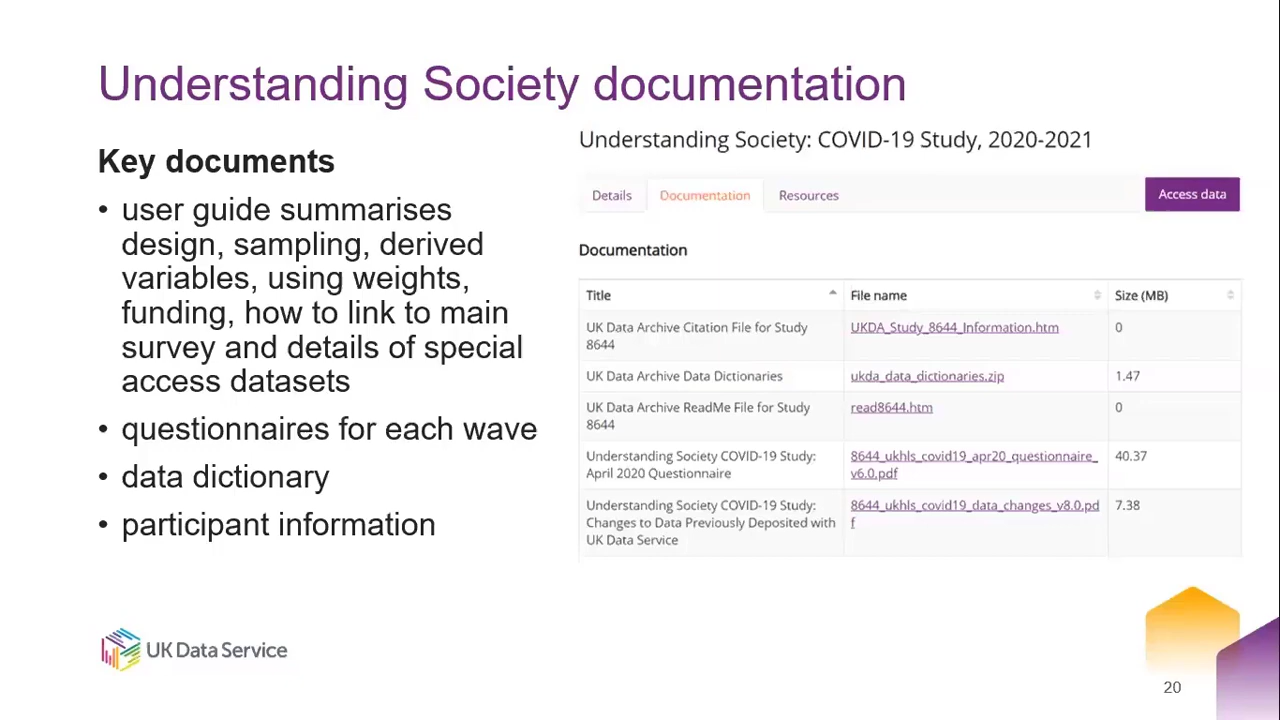 Understanding Society documentation
Key documents
• user guide summarises
design, sampling, derived
variables, using weights,
funding, how to link to main
survey and details of special
access datasets
• questionnaires for each wave
• data dictionary
• participant information
Understanding Society: COVID-19 Study, 2020-2021
Details Documentation Resources Access data
Documentation
Title File name Size (MB)
UK Data Archive Citation File for Study UKDA_Study_8644_Information.htm 0
8644
UK Data Archive Data Dictionaries ukda_data_dictionaries.zip 1.47
UK Data Archive ReadMe File for Study read8644.htm 0
8644
Understanding Society COVID-19 Study: 8644_ukhls_covid19_apr20_questionnaire_ 40.37
April 2020 Questionnaire v6.0.pdf
Understanding Society COVID-19 Study: 8644_ukhls_covid19_data_changes_v8.0.pd 7.38
Changes to Data Previously Deposited with f
UK Data Service
UK Data Service
20